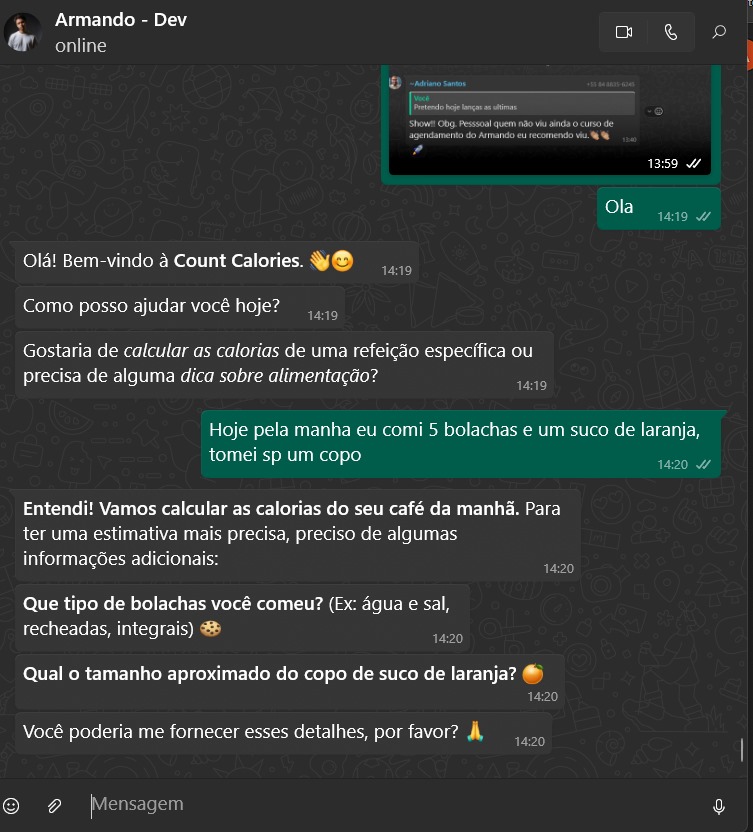 Armando - Dev
online
~Adriano Santos
Você
Pretendo hoje lanças as ultimas
Show!! Obg. Pesssoal quem não viu ainda o curso de
agendamento do Armando eu recomendo viu.👏👏
13:40
🚀
13:59
Ola
14:19
Olá! Bem-vindo à Count Calories. 👋😊
14:19
Como posso ajudar você hoje?
14:19
Gostaria de calcular as calorias de uma refeição específica ou
precisa de alguma dica sobre alimentação?
14:19
Hoje pela manha eu comi 5 bolachas e um suco de laranja,
tomei sp um copo
14:20
Entendi! Vamos calcular as calorias do seu café da manhã. Para
ter uma estimativa mais precisa, preciso de algumas
informações adicionais:
14:20
Que tipo de bolachas você comeu? (Ex: água e sal,
recheadas, integrais) 🍪
14:20
Qual o tamanho aproximado do copo de suco de laranja? 🍊
14:20
Você poderia me fornecer esses detalhes, por favor? 🙏
14:20
Mensagem